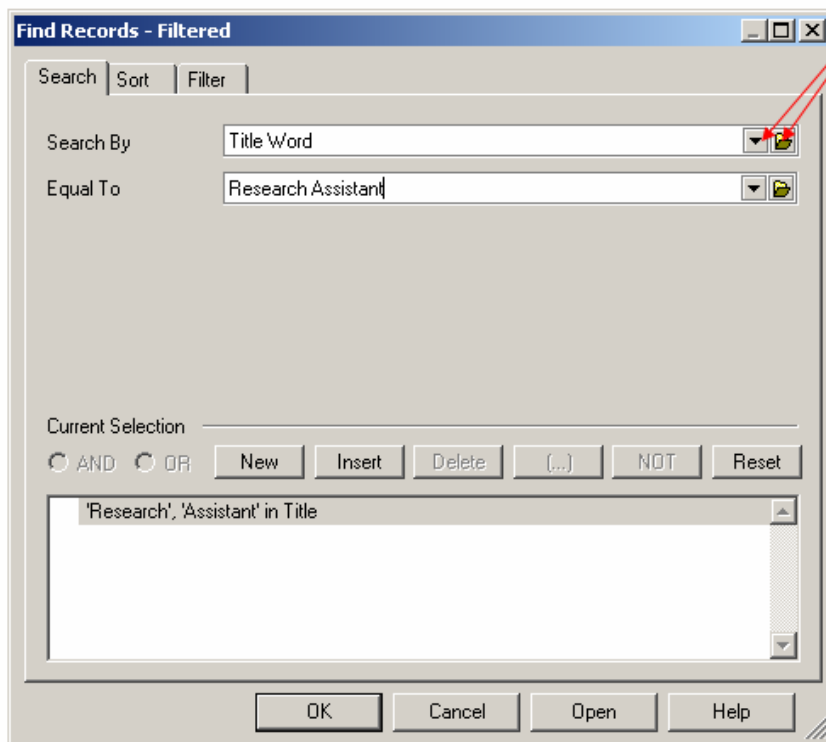 Find Records - Filtered
Search Sort Filter
Search By Title Word
Equal To Research Assistant
Current Selection
AND OR New Insert Delete (...) NOT Reset
'Research', 'Assistant' in Title
OK Cancel Open Help